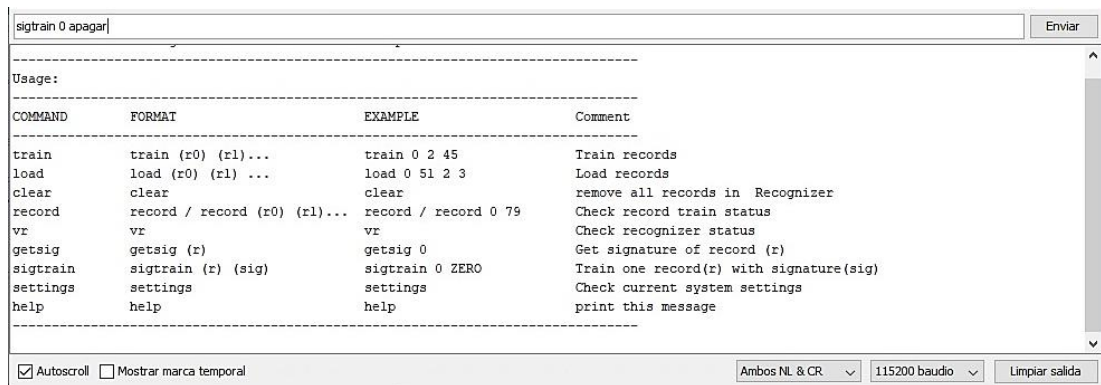 sigtrain 0 apagar
Enviar
Usage:
COMMAND FORMAT EXAMPLE Comment
train train (r0) (r1)... train 0 2 45 Train records
load load (r0) (r1) ... load 0 51 2 3 Load records
clear clear clear remove all records in Recognizer
record record / record (r0) (r1)... record / record 0 79 Check record train status
vr vr vr Check recognizer status
getsig getsig (r) getsig 0 Get signature of record (r)
sigtrain sigtrain (r) (sig) sigtrain 0 ZERO Train one record(r) with signature(sig)
settings settings settings Check current system settings
help help help print this message
Autoscroll Mostrar marca temporal Ambos NL & CR 115200 baudio Limpiar salida